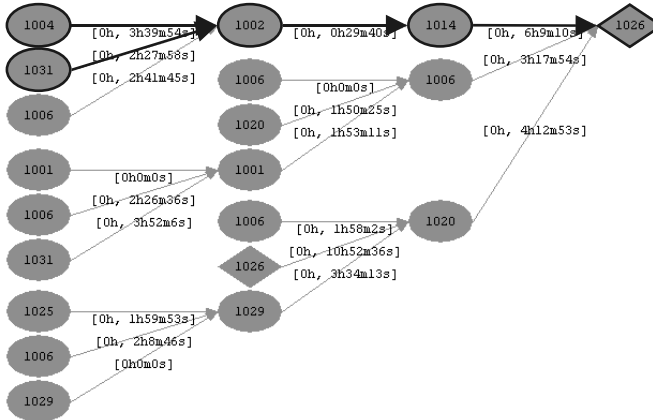 1004 [0h, 3h39m54s] 1002 [0h, 0h29m40s] 1014 [0h, 6h9m10s] 1026
[0h, 2h27m58s] [0h, 3h17m54s]
1031 [0h, 2h41m45s] 1006 [0h0m0s] 1006
1006 [0h, 1h50m25s]
1020 [0h, 1h53m11s] [0h, 4h12m53s]
1001 [0h0m0s] 1001
[0h, 2h26m36s]
1006 [0h, 3h52m6s] 1006 [0h, 1h58m2s] 1020
[0h, 10h52m36s]
1031 1026 [0h, 3h34m13s]
1025 [0h, 1h59m53s] 1029
[0h, 2h8m46s]
1006 [0h0m0s]
1029